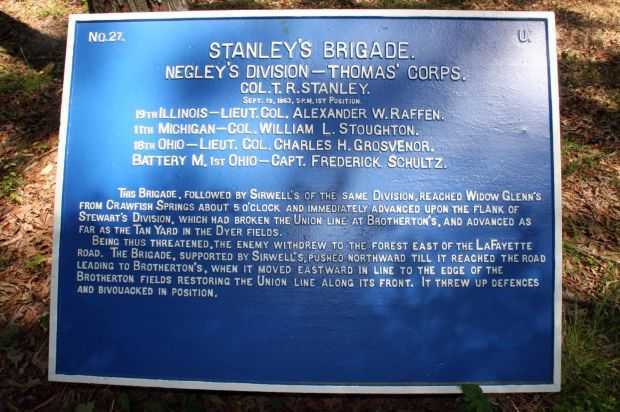 No. 27. U.
STANLEY'S BRIGADE.
NEGLEY'S DIVISION — THOMAS' CORPS.
COL. T. R. STANLEY.
SEPT. 19, 1863, 5 P.M. 1ST POSITION.
19TH ILLINOIS — LIEUT. COL. ALEXANDER W. RAFFEN.
11TH MICHIGAN — COL. WILLIAM L. STOUGHTON.
18TH OHIO — LIEUT. COL. CHARLES H. GROSVENOR.
BATTERY M, 1ST OHIO — CAPT. FREDERICK SCHULTZ.
THIS BRIGADE, FOLLOWED BY SIRWELL'S OF THE SAME DIVISION, REACHED WIDOW GLENN'S
FROM CRAWFISH SPRINGS ABOUT 5 O'CLOCK AND IMMEDIATELY ADVANCED UPON THE FLANK OF
STEWART'S DIVISION, WHICH HAD BROKEN THE UNION LINE AT BROTHERTON'S, AND ADVANCED AS
FAR AS THE TAN YARD IN THE DYER FIELDS.
BEING THUS THREATENED, THE ENEMY WITHDREW TO THE FOREST EAST OF THE LAFAYETTE
ROAD. THE BRIGADE, SUPPORTED BY SIRWELL'S, PUSHED NORTHWARD TILL IT REACHED THE ROAD
LEADING TO BROTHERTON'S, WHEN IT MOVED EASTWARD IN LINE TO THE EDGE OF THE
BROTHERTON FIELDS RESTORING THE UNION LINE ALONG ITS FRONT. IT THREW UP DEFENCES
AND BIVOUACKED IN POSITION.